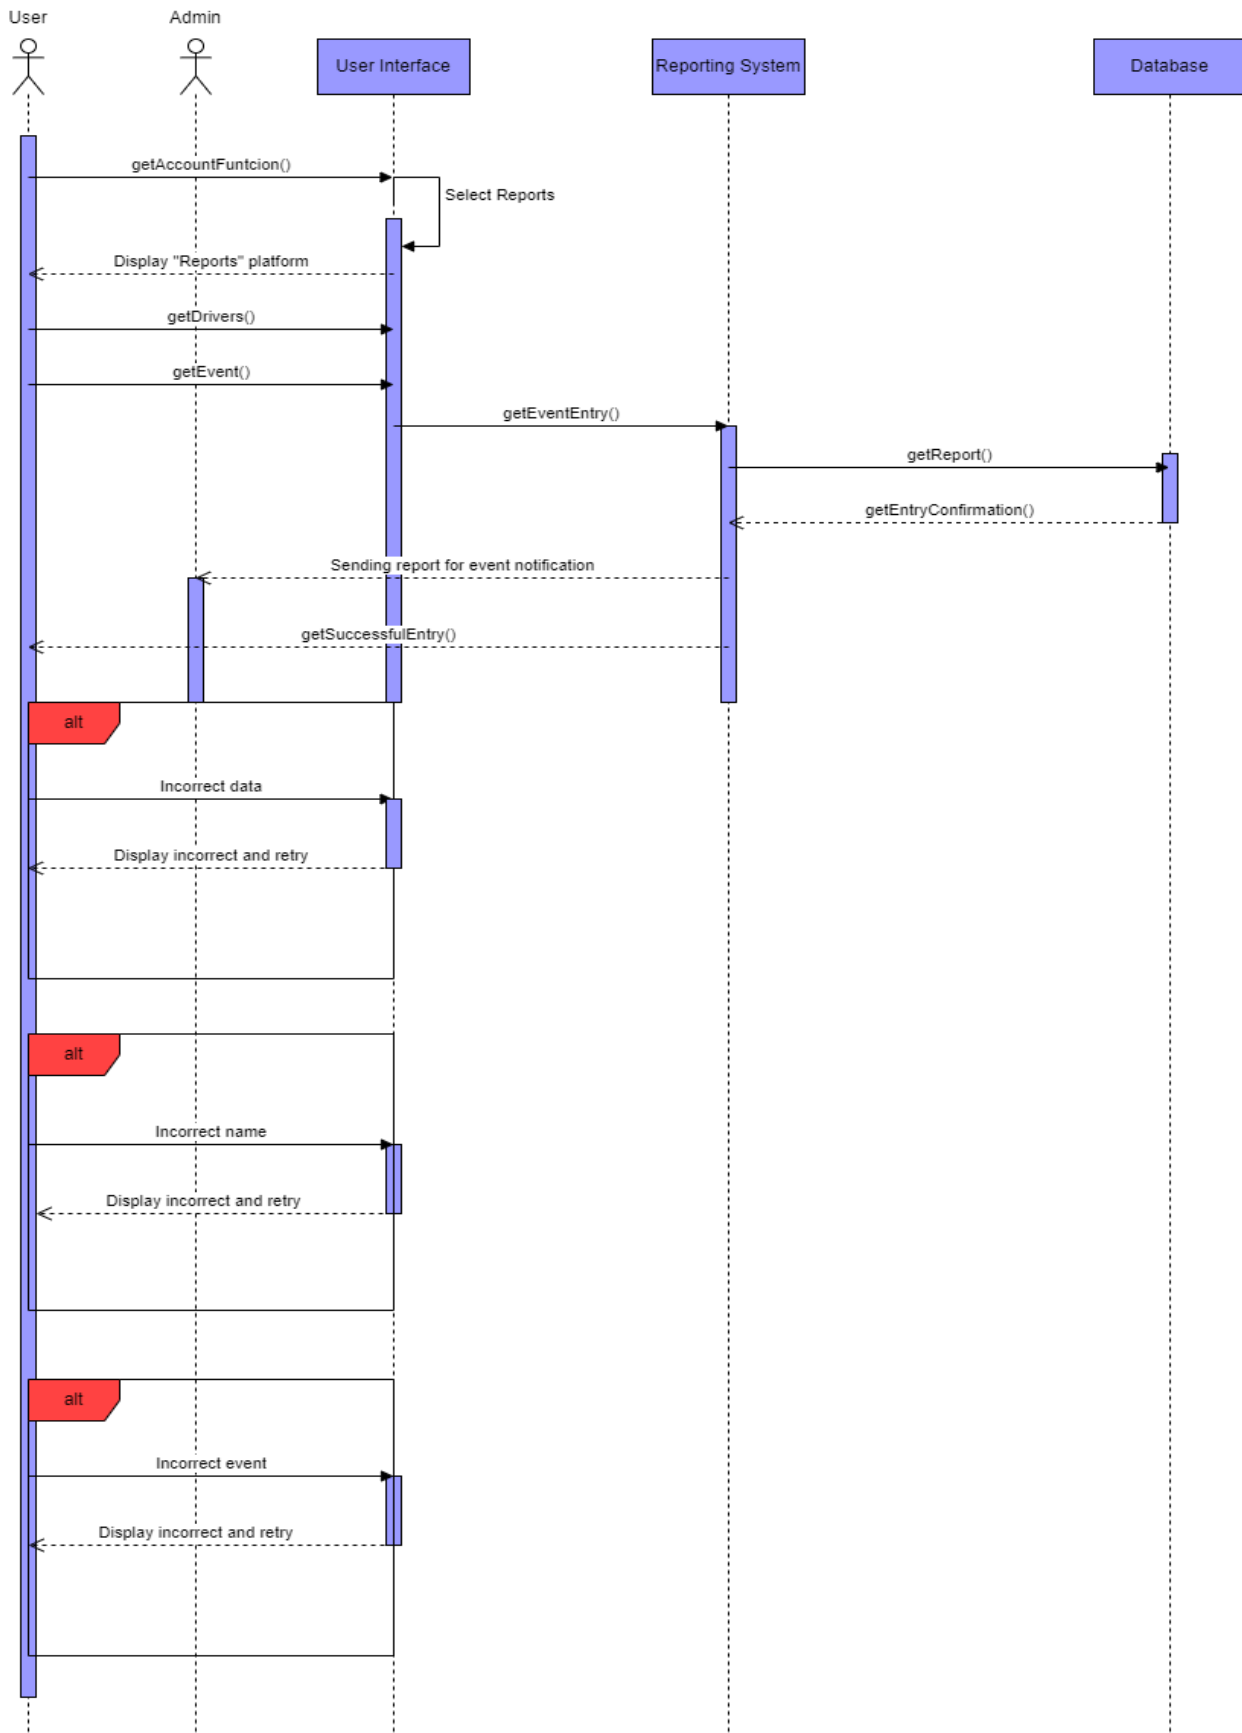 User
Admin
User Interface
Reporting System
Database
getAccountFuntcion()
Select Reports
Display "Reports" platform
getDrivers()
getEvent()
getEventEntry()
getReport()
getEntryConfirmation()
Sending report for event notification
getSuccessfulEntry()
alt
Incorrect data
Display incorrect and retry
alt
Incorrect name
Display incorrect and retry
alt
Incorrect event
Display incorrect and retry